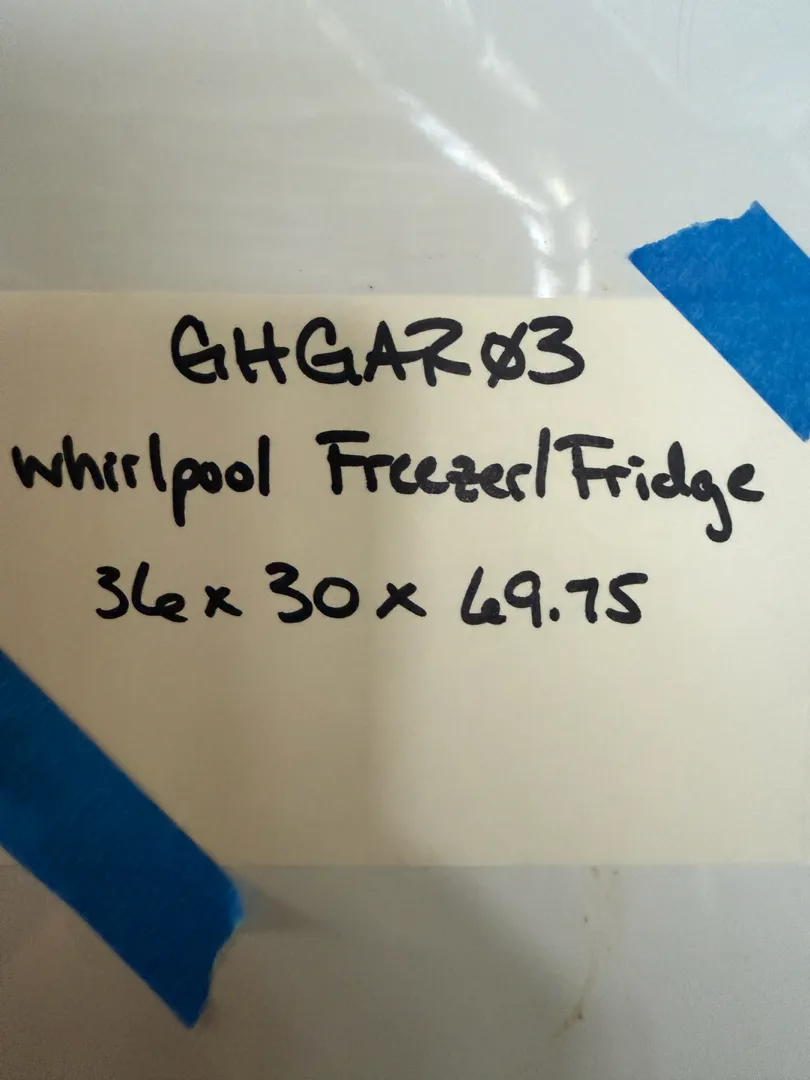 GHGAR03
whirlpool Freezer/Fridge
36 x 30 x 69.75